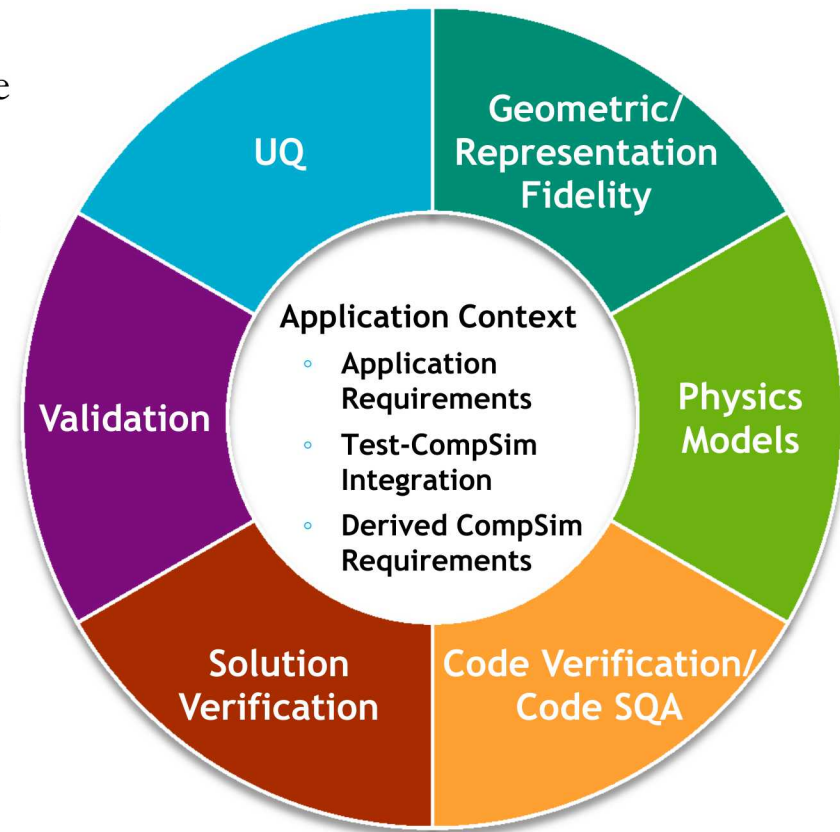 e
UQ
Geometric/
Representation
Fidelity
Physics
Models
Code Verification/
Code SQA
Solution
Verification
Validation
Application Context
◦ Application
Requirements
◦ Test-CompSim
Integration
◦ Derived CompSim
Requirements